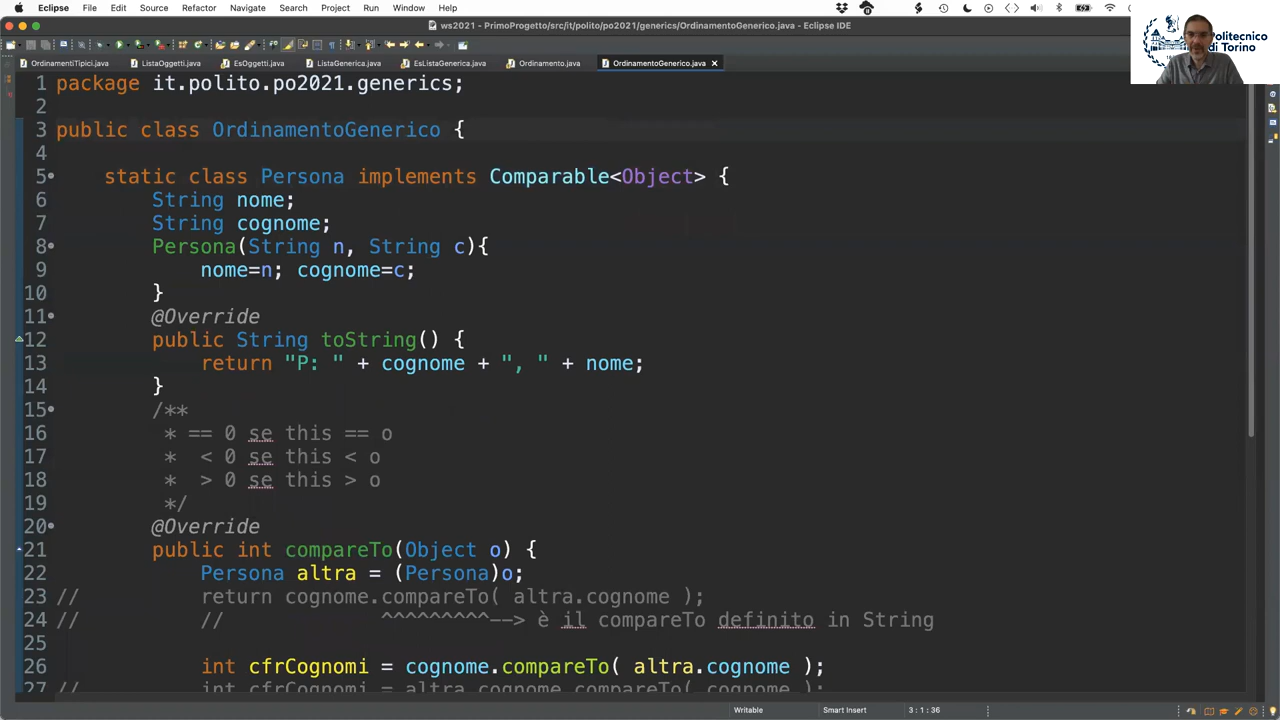 Eclipse File Edit Source Refactor Navigate Search Project Run Window Help
ws2021 - PrimoProgetto/src/it/polito/po2021/generics/OrdinamentoGenerico.java - Eclipse IDE
OrdinamentiTipici.java ListaOggetti.java EsOggetti.java ListaGenerica.java EsListaGenerica.java Ordinamento.java OrdinamentoGenerico.java
Politecnico
di Torino
1 package it.polito.po2021.generics;
2
3 public class OrdinamentoGenerico {
4
5 static class Persona implements Comparable<Object> {
6 String nome;
7 String cognome;
8 Persona(String n, String c){
9 nome=n; cognome=c;
10 }
11 @Override
12 public String toString() {
13 return "P: " + cognome + ", " + nome;
14 }
15 /**
16 * == 0 se this == o
17 * < 0 se this < o
18 * > 0 se this > o
19 */
20 @Override
21 public int compareTo(Object o) {
22 Persona altra = (Persona)o;
23 // return cognome.compareTo( altra.cognome );
24 // // ^^^^^^^^^--> è il compareTo definito in String
25
26 int cfrCognomi = cognome.compareTo( altra.cognome );
27 // int cfrCognomi = altra.cognome.compareTo( cognome );
Writable Smart Insert 3 : 1 : 36